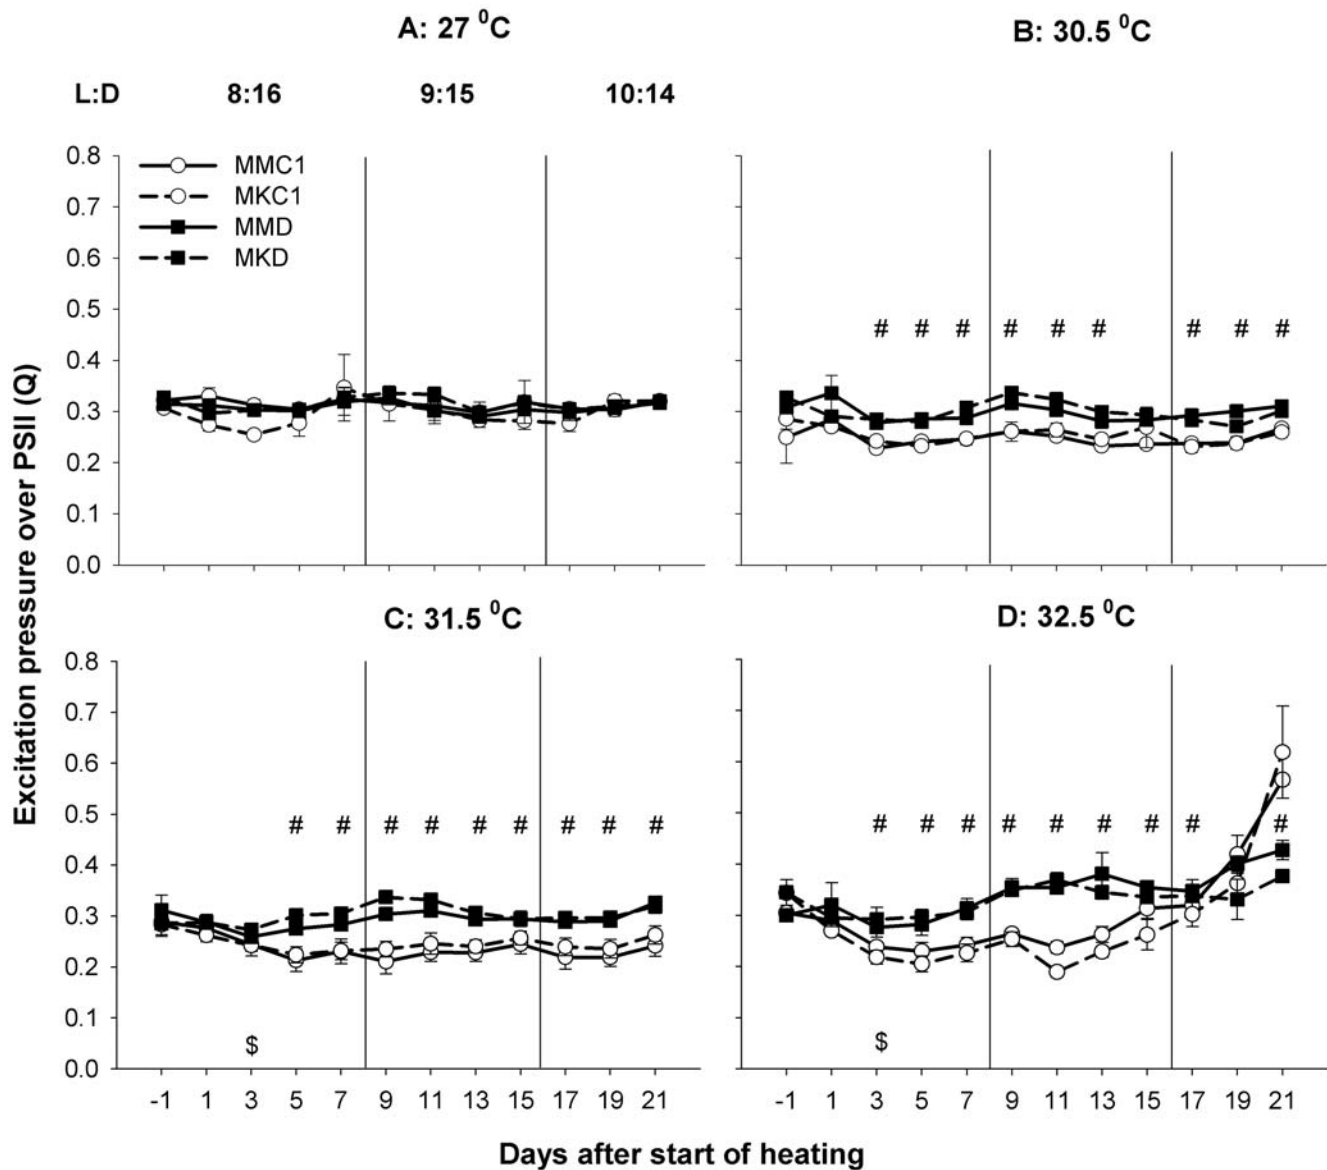 A: 27 ⁰C
B: 30.5 ⁰C
L:D 8:16 9:15 10:14
MMC1
MKC1
MMD
MKD
0.8
0.7
0.6
0.5
0.4
0.3
0.2
0.1
0.0
# # # # # # # # #
C: 31.5 ⁰C
D: 32.5 ⁰C
0.8
0.7
0.6
0.5
0.4
0.3
0.2
0.1
0.0
# # # # # # # # #
$
# # # # # # # # #
$
-1 1 3 5 7 9 11 13 15 17 19 21
-1 1 3 5 7 9 11 13 15 17 19 21
Excitation pressure over PSII (Q)
Days after start of heating